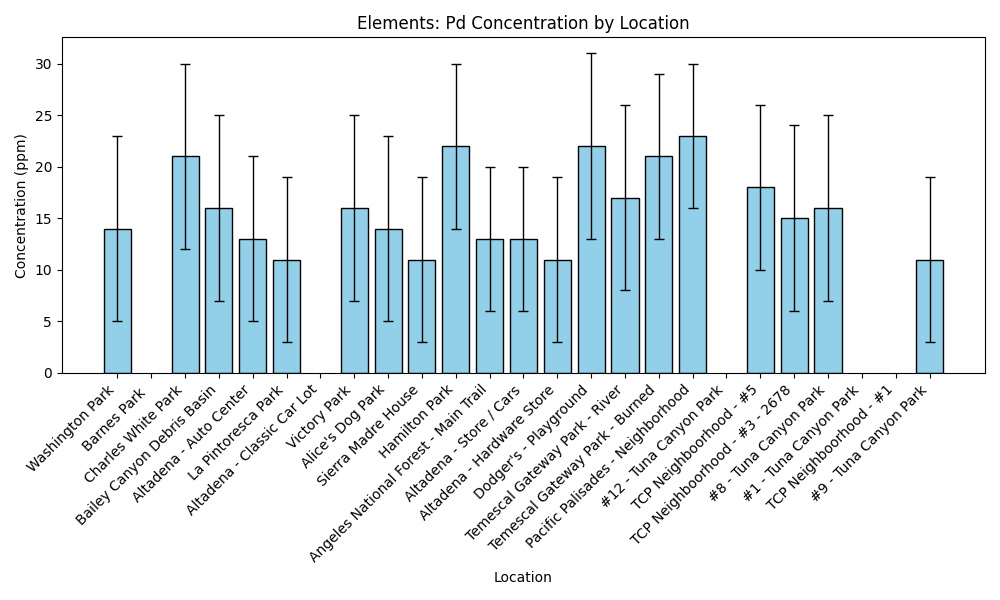 Elements: Pd Concentration by Location
Concentration (ppm)
30
25
20
15
10
5
0
Washington Park
Barnes Park
Charles White Park
Bailey Canyon Debris Basin
Altadena - Auto Center
La Pintoresca Park
Altadena - Classic Car Lot
Victory Park
Alice's Dog Park
Sierra Madre House
Hamilton Park
Angeles National Forest - Main Trail
Altadena - Store / Cars
Altadena - Hardware Store
Dodger's - Playground
Temescal Gateway Park - River
Temescal Gateway Park - Burned
Pacific Palisades - Neighborhood
#12 - Tuna Canyon Park
TCP Neighborhood - #5
TCP Neighboorhood - #3 - 2678
#8 - Tuna Canyon Park
#1 - Tuna Canyon Park
TCP Neighborhood - #1
#9 - Tuna Canyon Park
Location